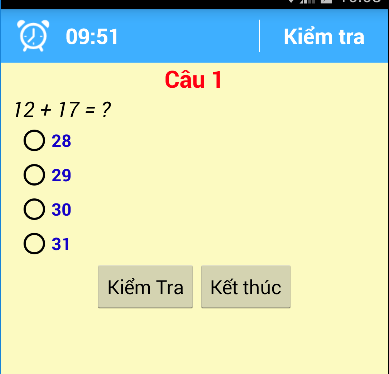 09:51 Kiểm tra
Câu 1
12 + 17 = ?
28
29
30
31
Kiểm Tra Kết thúc